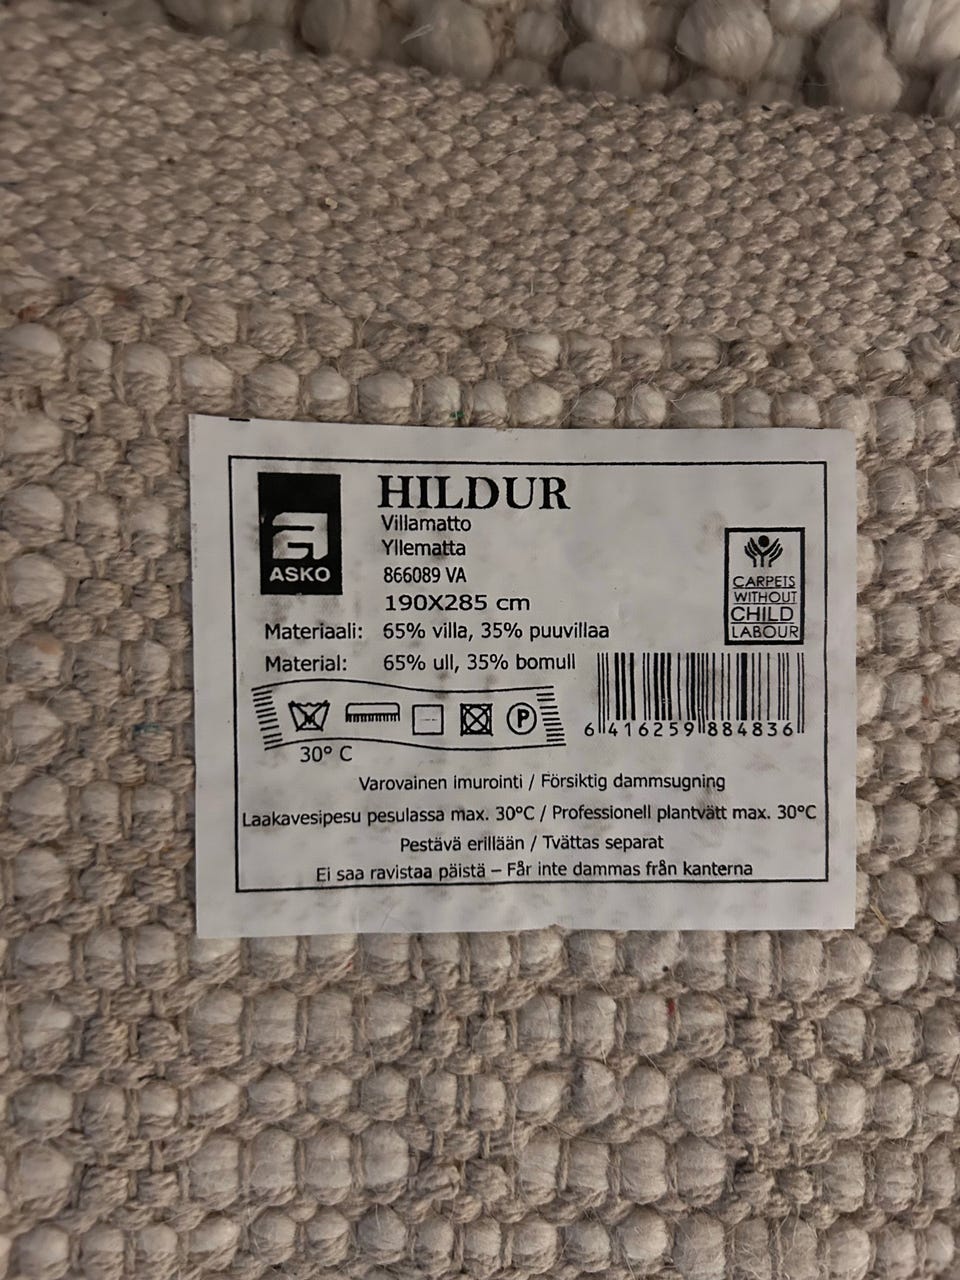 HILDUR
Villamatto
Yllematta
866089 VA
190X285 cm
ASKO
CARPETS
WITHOUT
CHILD
LABOUR
Materiaali: 65% villa, 35% puuvillaa
Material: 65% ull, 35% bomull
P
30° C
6 416259 884836
Varovainen imurointi / Försiktig dammsugning
Laakavesipesu pesulassa max. 30°C / Professionell plantvätt max. 30°C
Pestävä erillään / Tvättas separat
Ei saa ravistaa päistä – Får inte dammas från kanterna